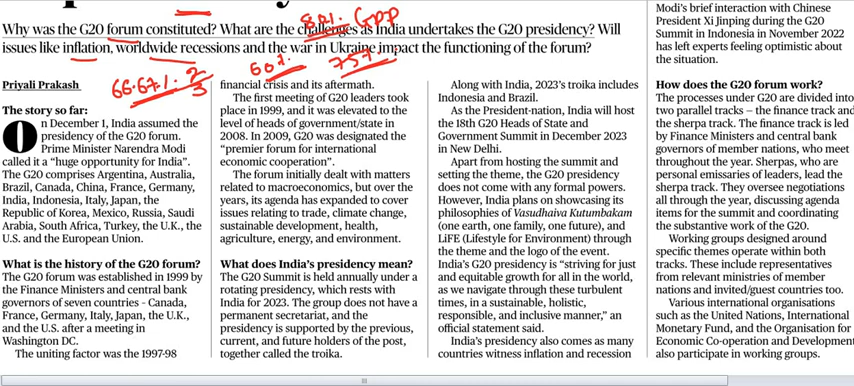 Why was the G20 forum constituted? What are the challenges as India undertakes the G20 presidency? Will
issues like inflation, worldwide recessions and the war in Ukraine impact the functioning of the forum?
80%. GDP
60%.
75%.
66.67% 2/3
Priyali Prakash
The story so far:
On December 1, India assumed the
presidency of the G20 forum.
Prime Minister Narendra Modi
called it a “huge opportunity for India”.
The G20 comprises Argentina, Australia,
Brazil, Canada, China, France, Germany,
India, Indonesia, Italy, Japan, the
Republic of Korea, Mexico, Russia, Saudi
Arabia, South Africa, Turkey, the U.K., the
U.S. and the European Union.
What is the history of the G20 forum?
The G20 forum was established in 1999 by
the Finance Ministers and central bank
governors of seven countries - Canada,
France, Germany, Italy, Japan, the U.K.,
and the U.S. after a meeting in
Washington DC.
The uniting factor was the 1997-98
financial crisis and its aftermath.
The first meeting of G20 leaders took
place in 1999, and it was elevated to the
level of heads of government/state in
2008. In 2009, G20 was designated the
“premier forum for international
economic cooperation”.
The forum initially dealt with matters
related to macroeconomics, but over the
years, its agenda has expanded to cover
issues relating to trade, climate change,
sustainable development, health,
agriculture, energy, and environment.
What does India’s presidency mean?
The G20 Summit is held annually under a
rotating presidency, which rests with
India for 2023. The group does not have a
permanent secretariat, and the
presidency is supported by the previous,
current, and future holders of the post,
together called the troika.
Along with India, 2023’s troika includes
Indonesia and Brazil.
As the President-nation, India will host
the 18th G20 Heads of State and
Government Summit in December 2023
in New Delhi.
Apart from hosting the summit and
setting the theme, the G20 presidency
does not come with any formal powers.
However, India plans on showcasing its
philosophies of Vasudhaiva Kutumbakam
(one earth, one family, one future), and
LiFE (Lifestyle for Environment) through
the theme and the logo of the event.
India’s G20 presidency is “striving for just
and equitable growth for all in the world,
as we navigate through these turbulent
times, in a sustainable, holistic,
responsible, and inclusive manner,” an
official statement said.
India’s presidency also comes as many
countries witness inflation and recession
Modi’s brief interaction with Chinese
President Xi Jinping during the G20
Summit in Indonesia in November 2022
has left experts feeling optimistic about
the situation.
How does the G20 forum work?
The processes under G20 are divided into
two parallel tracks – the finance track and
the sherpa track. The finance track is led
by Finance Ministers and central bank
governors of member nations, who meet
throughout the year. Sherpas, who are
personal emissaries of leaders, lead the
sherpa track. They oversee negotiations
all through the year, discussing agenda
items for the summit and coordinating
the substantive work of the G20.
Working groups designed around
specific themes operate within both
tracks. These include representatives
from relevant ministries of member
nations and invited/guest countries too.
Various international organisations
such as the United Nations, International
Monetary Fund, and the Organisation for
Economic Co-operation and Development
also participate in working groups.